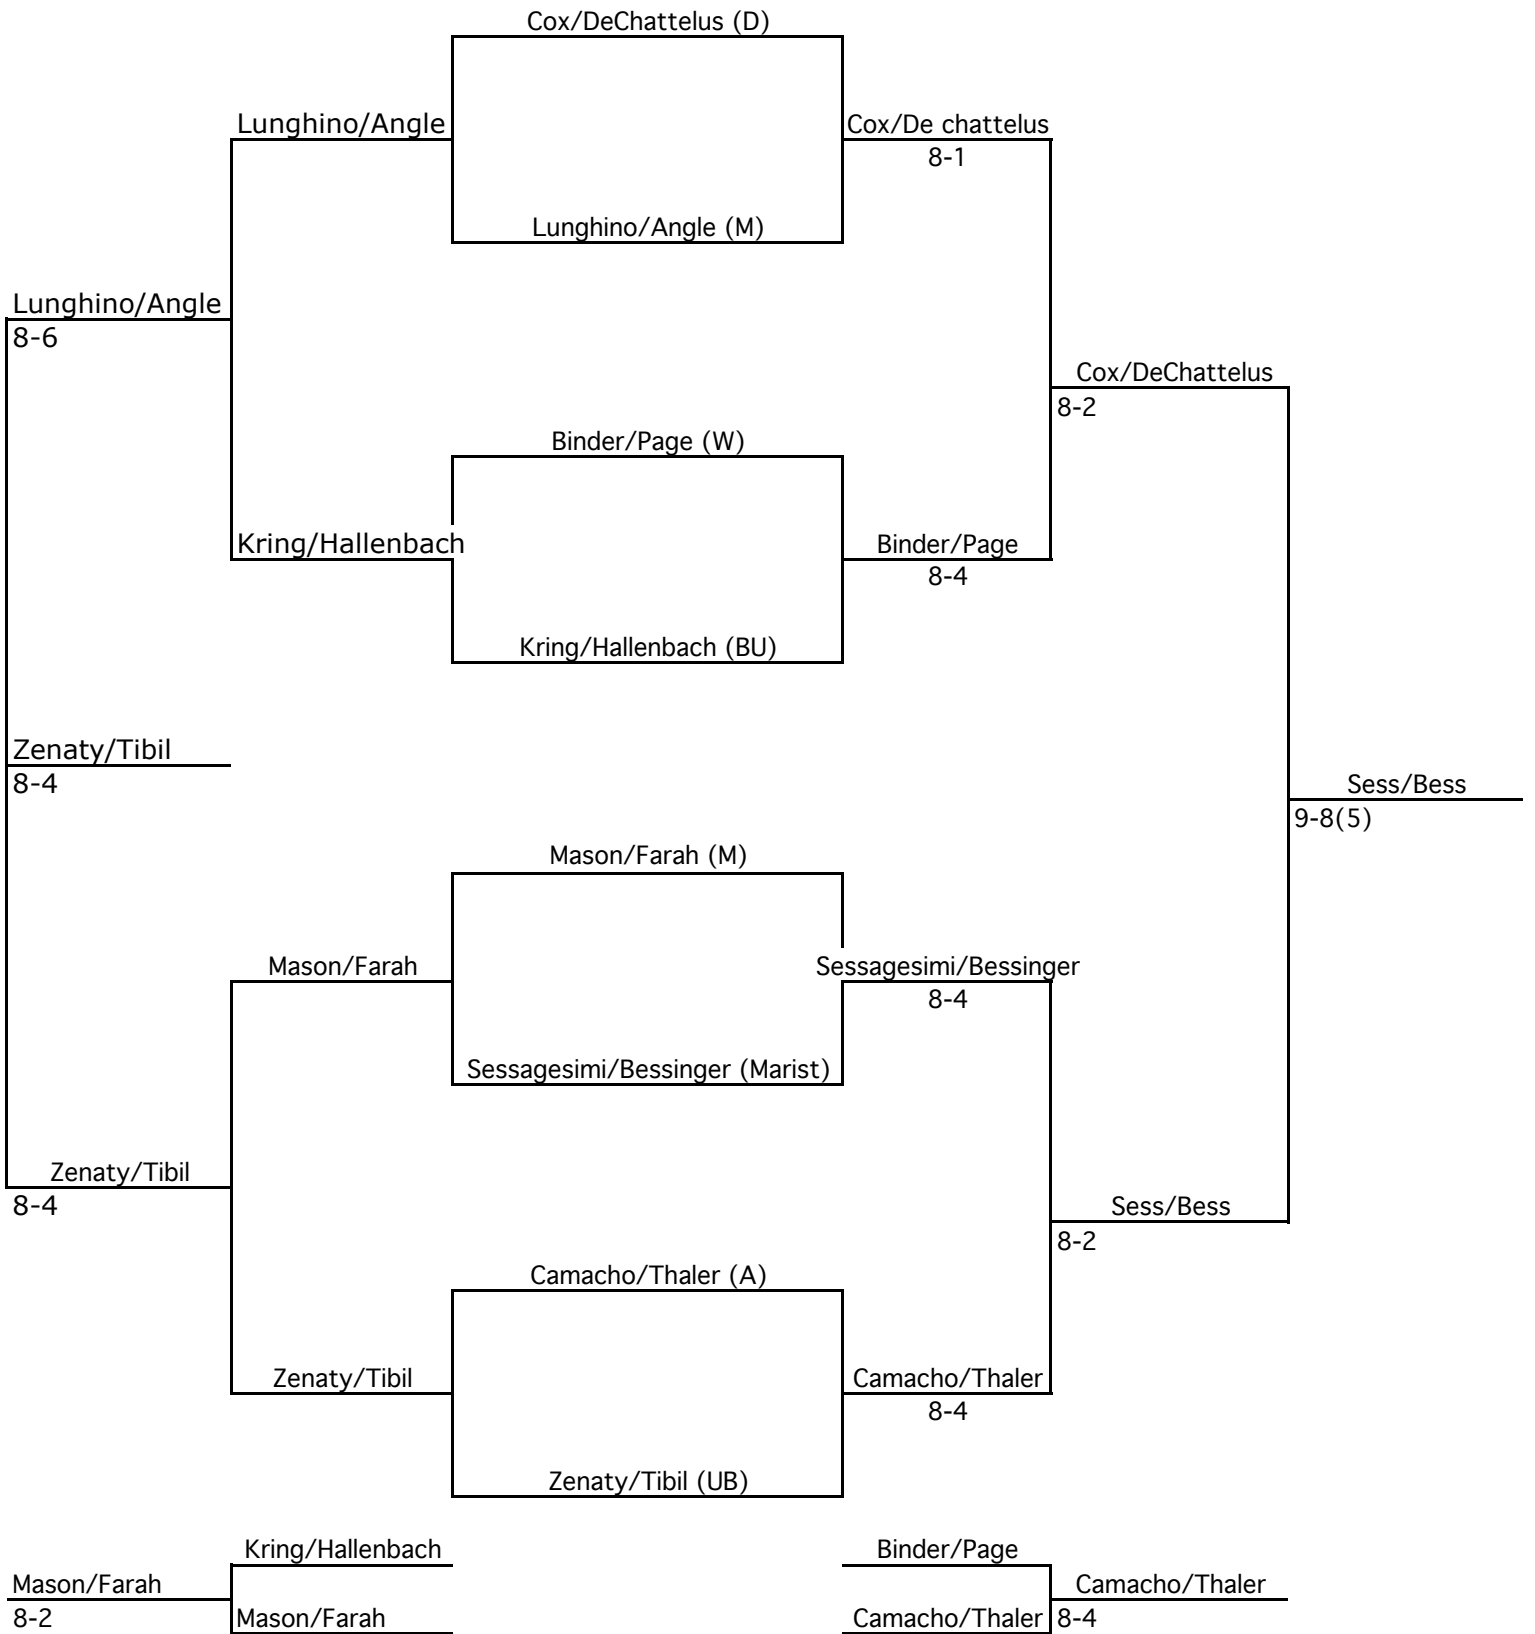 Cox/DeChattelus (D)
Lunghino/Angle
Cox/De chattelus
8-1
Lunghino/Angle (M)
Lunghino/Angle
8-6
Cox/DeChattelus
8-2
Binder/Page (W)
Kring/Hallenbach
Binder/Page
8-4
Kring/Hallenbach (BU)
Zenaty/Tibil
8-4
Sess/Bess
9-8(5)
Mason/Farah (M)
Mason/Farah
Sessagesimi/Bessinger
8-4
Sessagesimi/Bessinger (Marist)
Zenaty/Tibil
8-4
Sess/Bess
8-2
Camacho/Thaler (A)
Zenaty/Tibil
Camacho/Thaler
8-4
Zenaty/Tibil (UB)
Kring/Hallenbach
Binder/Page
Mason/Farah
Camacho/Thaler
8-2
Mason/Farah
Camacho/Thaler
8-4